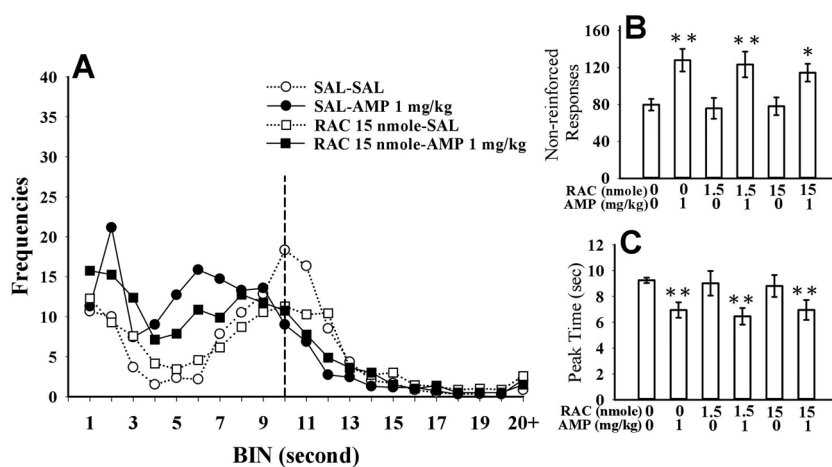 A
40
35
30
25
20
15
10
5
0
Frequencies
SAL-SAL
SAL-AMP 1 mg/kg
RAC 15 nmole-SAL
RAC 15 nmole-AMP 1 mg/kg
1 3 5 7 9 11 13 15 17 19 20+
BIN (second)
B
160
120
80
40
0
Non-reinforced
Responses
** ** *
RAC (nmole) 0 0 1.5 1.5 15 15
AMP (mg/kg) 0 1 0 1 0 1
C
12
10
8
6
4
2
0
Peak Time (sec)
** ** **
RAC (nmole) 0 0 1.5 1.5 15 15
AMP (mg/kg) 0 1 0 1 0 1